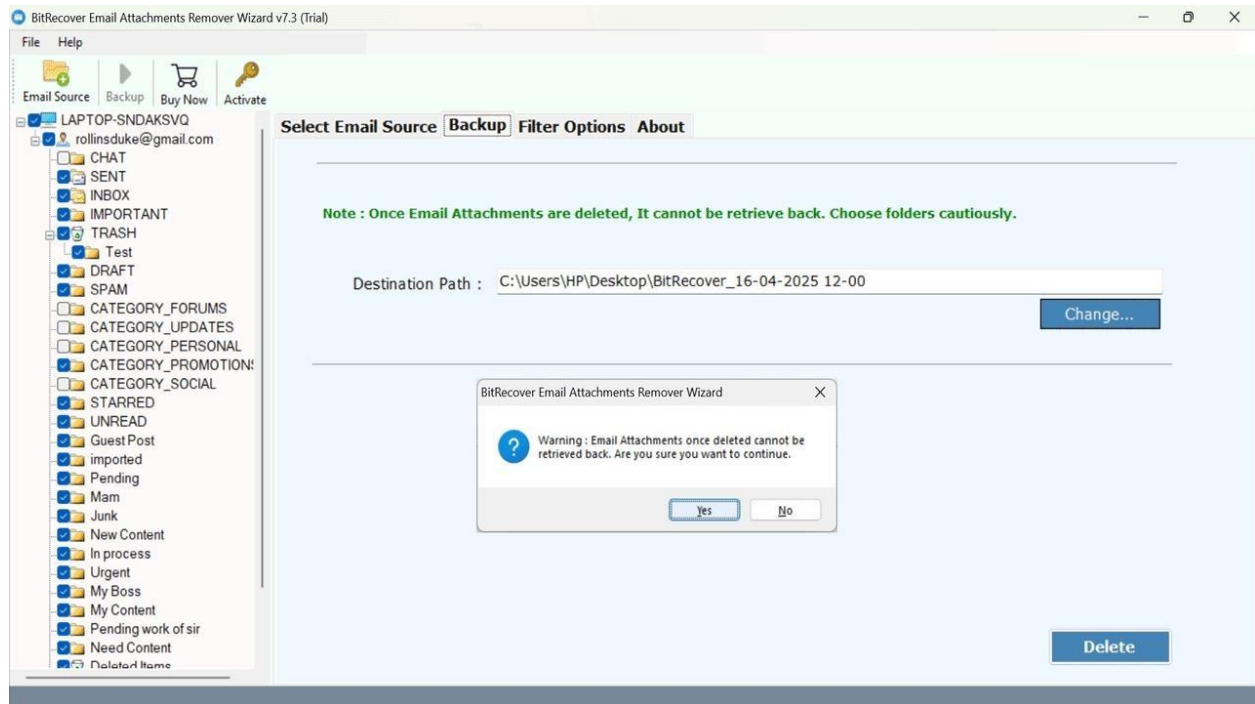 BitRecover Email Attachments Remover Wizard v7.3 (Trial)
File Help
Email Source Backup Buy Now Activate
LAPTOP-SNDAKSVQ
rollinsduke@gmail.com
CHAT
SENT
INBOX
IMPORTANT
TRASH
Test
DRAFT
SPAM
CATEGORY_FORUMS
CATEGORY_UPDATES
CATEGORY_PERSONAL
CATEGORY_PROMOTION
CATEGORY_SOCIAL
STARRED
UNREAD
Guest Post
imported
Pending
Mam
Junk
New Content
In process
Urgent
My Boss
My Content
Pending work of sir
Need Content
Deleted Items
Select Email Source Backup Filter Options About
Note : Once Email Attachments are deleted, It cannot be retrieve back. Choose folders cautiously.
Destination Path : C:\Users\HP\Desktop\BitRecover_16-04-2025 12-00
Change...
BitRecover Email Attachments Remover Wizard
Warning : Email Attachments once deleted cannot be
retrieved back. Are you sure you want to continue.
Yes No
Delete